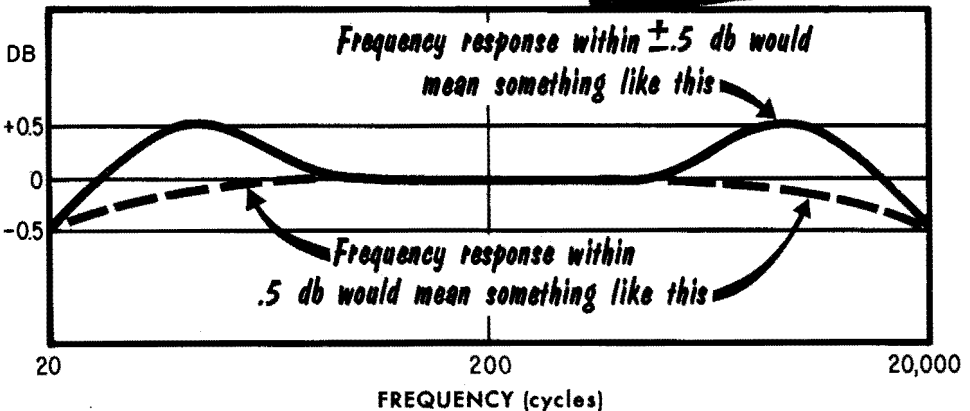 Frequency response within ±.5 db would
mean something like this
DB
+0.5
0
-0.5
Frequency response within
.5 db would mean something like this
20
200
20,000
FREQUENCY (cycles)